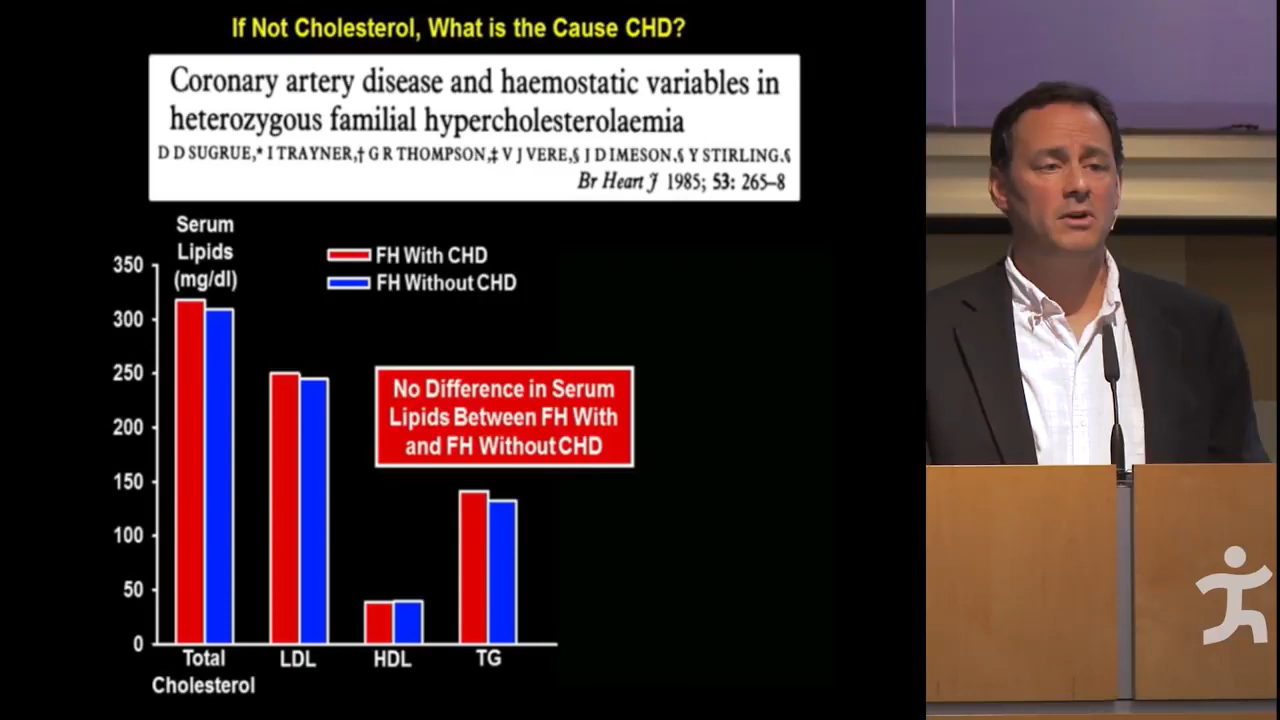 If Not Cholesterol, What is the Cause CHD?
Coronary artery disease and haemostatic variables in
heterozygous familial hypercholesterolaemia
D D SUGRUE,* I TRAYNER,† G R THOMPSON,‡ V J VERE,§ J D IMESON,§ Y STIRLING,§
Br Heart J 1985; 53: 265–8
Serum
Lipids
(mg/dl)
FH With CHD
FH Without CHD
350
300
250
200
150
100
50
0
No Difference in Serum
Lipids Between FH With
and FH Without CHD
Total
Cholesterol
LDL
HDL
TG